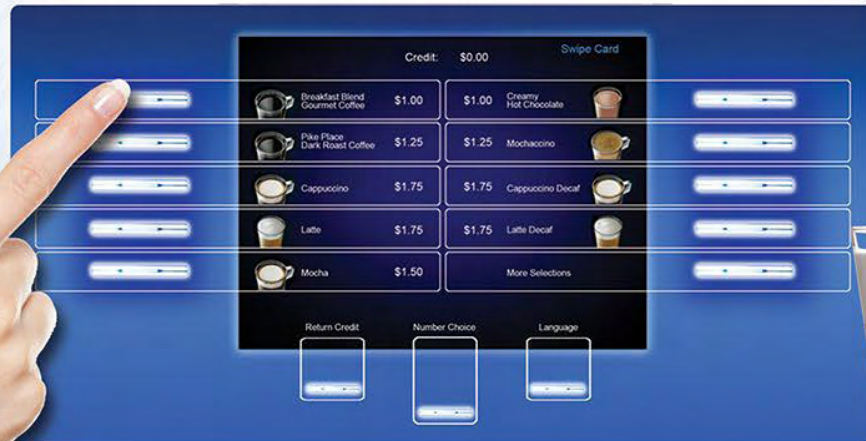 Credit: $0.00 Swipe Card
Breakfast Blend
Gourmet Coffee $1.00
$1.00 Creamy
Hot Chocolate
Pike Place
Dark Roast Coffee $1.25
$1.25 Mochaccino
Cappuccino $1.75
$1.75 Cappuccino Decaf
Latte $1.75
$1.75 Latte Decaf
Mocha $1.50
More Selections
Return Credit
Number Choice
Language